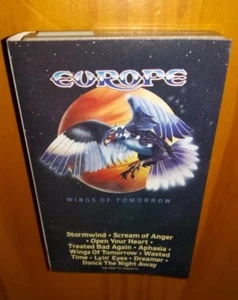 EUROPE
WINGS OF TOMORROW
Stormwind • Scream of Anger
• Open Your Heart •
Treated Bad Again • Aphasia •
Wings Of Tomorrow • Wasted
Time • Lyin' Eyes • Dreamer •
Dance The Night Away